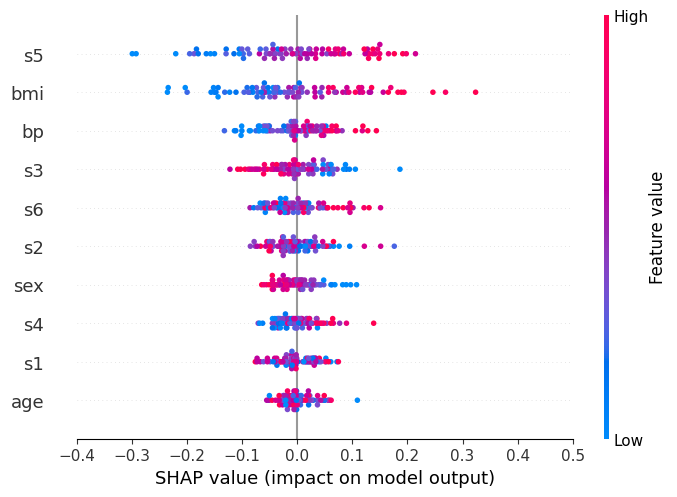 High
s5
bmi
bp
s3
s6
s2
sex
s4
s1
age
Feature value
Low
−0.4 −0.3 −0.2 −0.1 0.0 0.1 0.2 0.3 0.4 0.5
SHAP value (impact on model output)